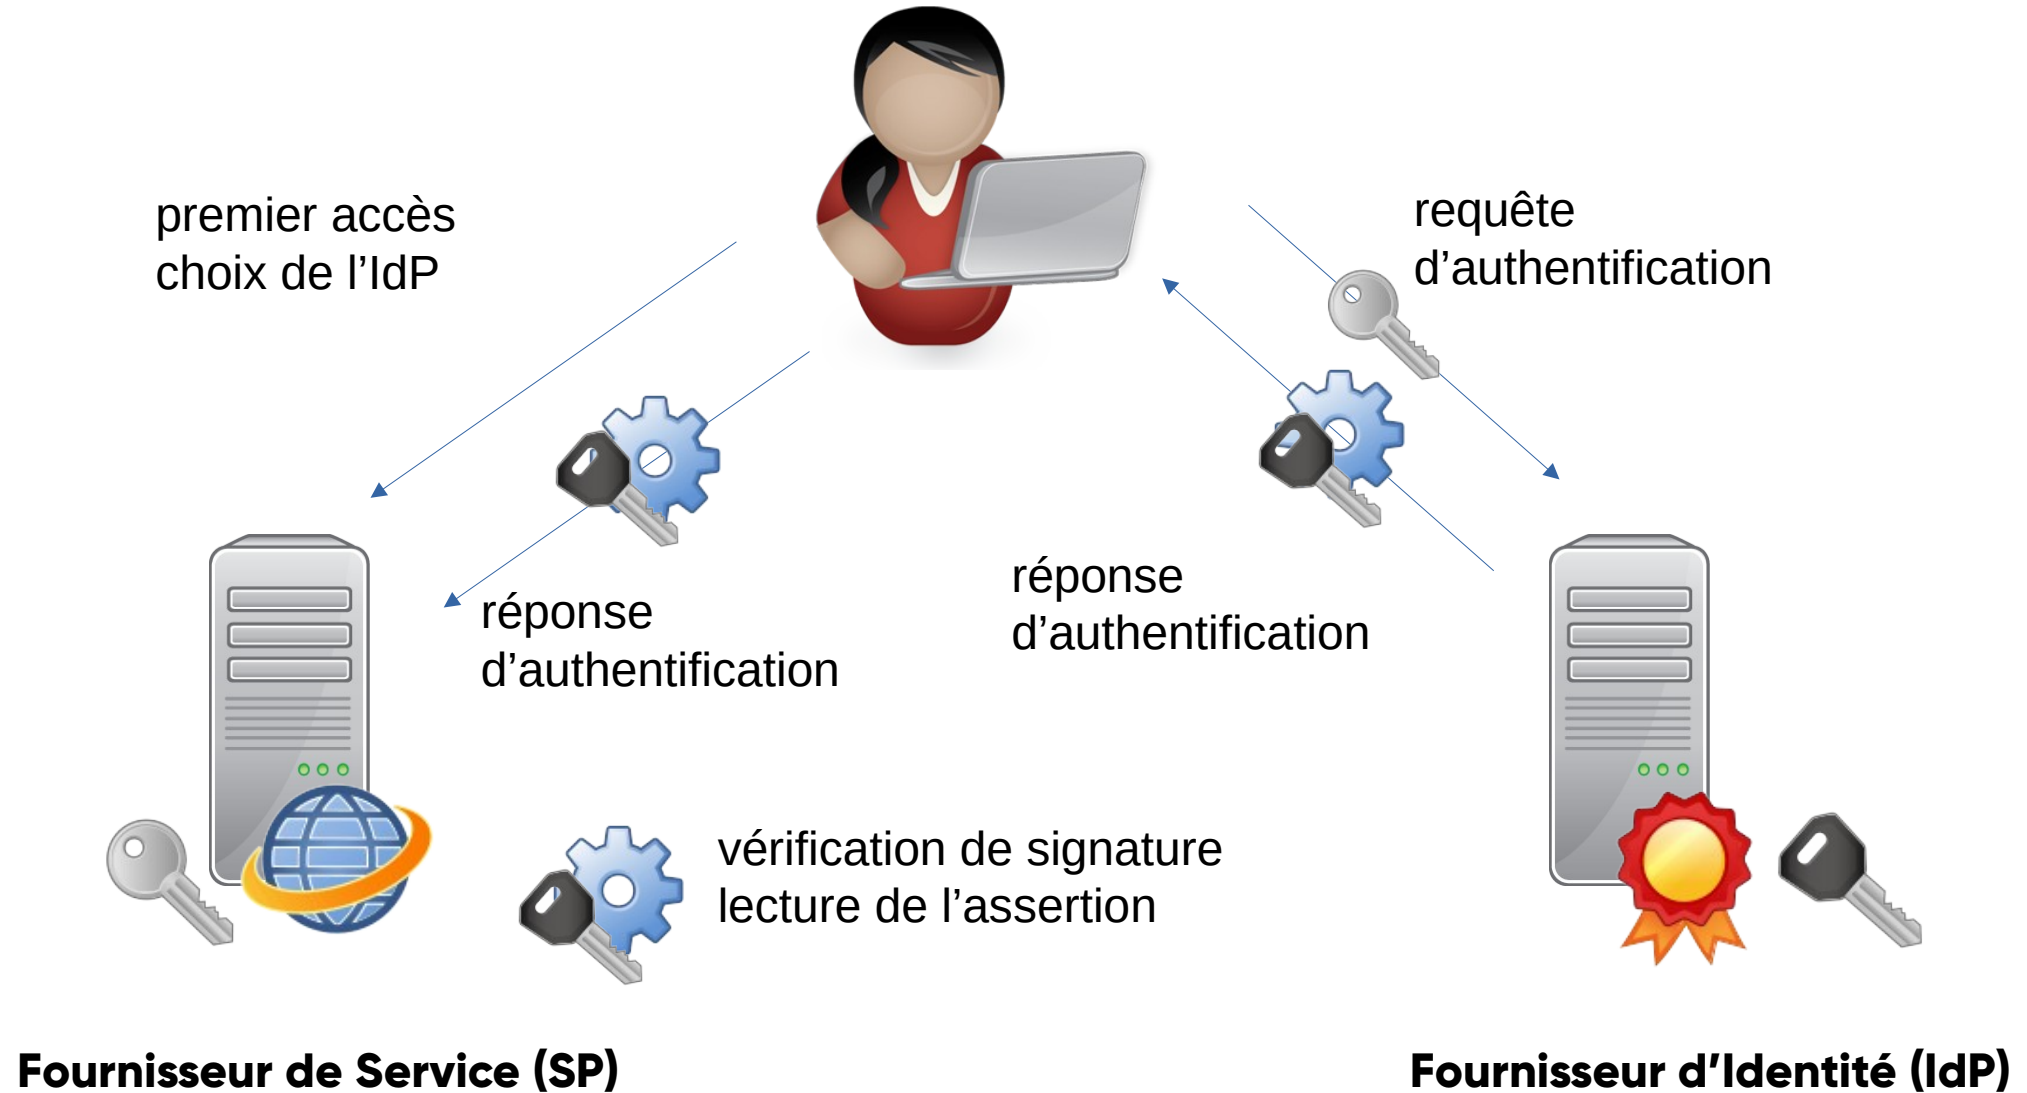 premier accès
choix de l’IdP
requête
d’authentification
réponse
d’authentification
réponse
d’authentification
vérification de signature
lecture de l’assertion
Fournisseur de Service (SP)
Fournisseur d’Identité (IdP)